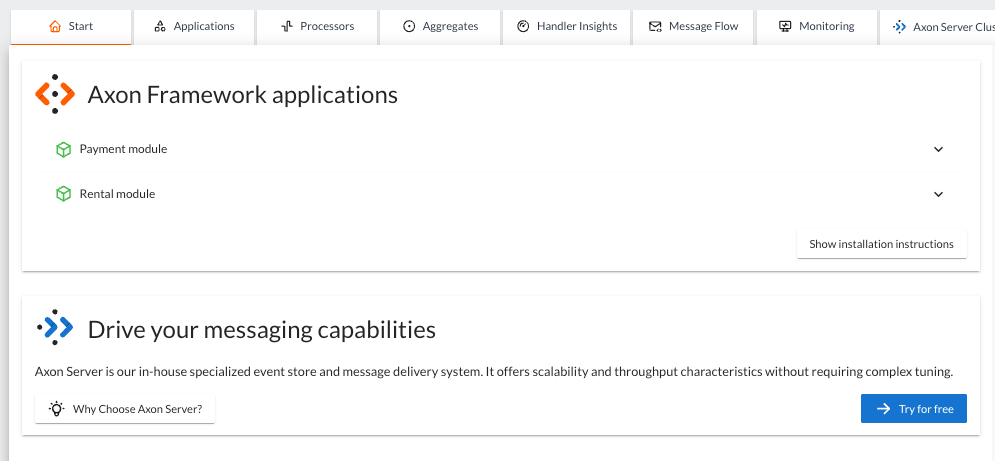 Start Applications Processors Aggregates Handler Insights Message Flow Monitoring Axon Server Clus
Axon Framework applications
Payment module
Rental module
Show installation instructions
Drive your messaging capabilities
Axon Server is our in-house specialized event store and message delivery system. It offers scalability and throughput characteristics without requiring complex tuning.
Why Choose Axon Server? Try for free